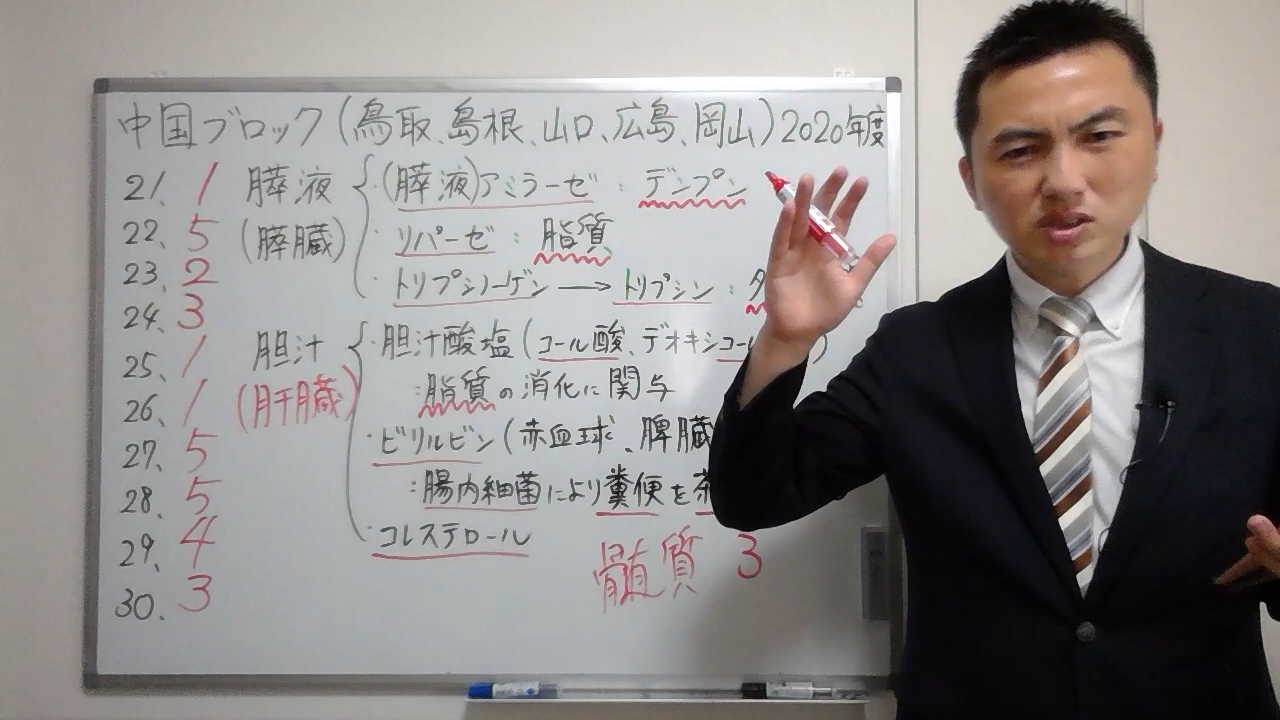 中国ブロック(鳥取、島根、山口、広島、岡山)2020年度
21. 1
22. 5
23. 2
24. 3
25. 1
26. 1
27. 5
28. 5
29. 4
30. 3
膵液
(膵臓)
・(膵液)アミラーゼ:デンプン
・リパーゼ:脂質
・トリプシノーゲン→トリプシン:タ
胆汁
(肝臓)
・胆汁酸塩(コール酸、デオキシコー
:脂質の消化に関与
・ビリルビン(赤血球、脾臓
:腸内細菌により糞便を茶
・コレステロール
髄質 3